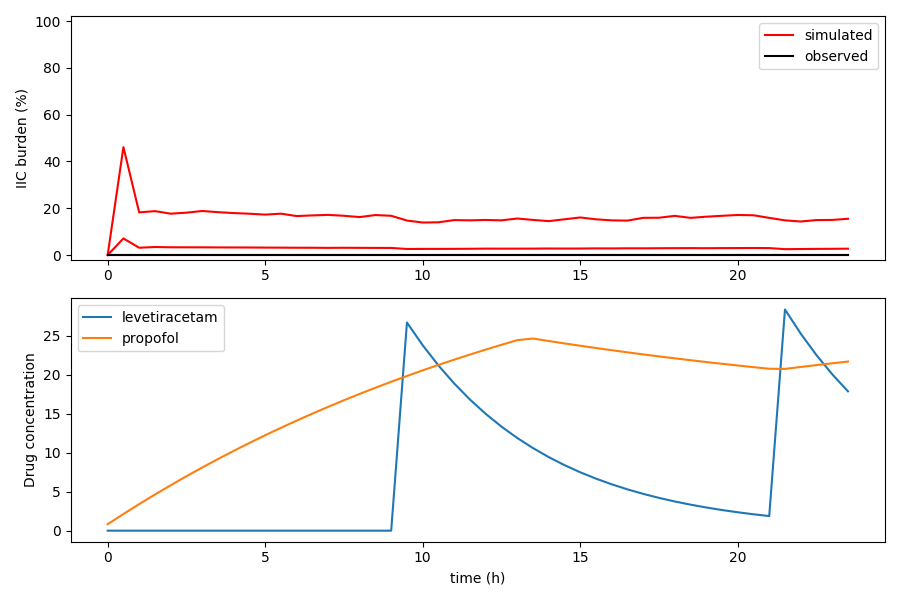 100
80
60
40
20
0
IIC burden (%)
simulated
observed
0 5 10 15 20
levetiracetam
propofol
25
20
15
10
5
0
Drug concentration
0 5 10 15 20
time (h)